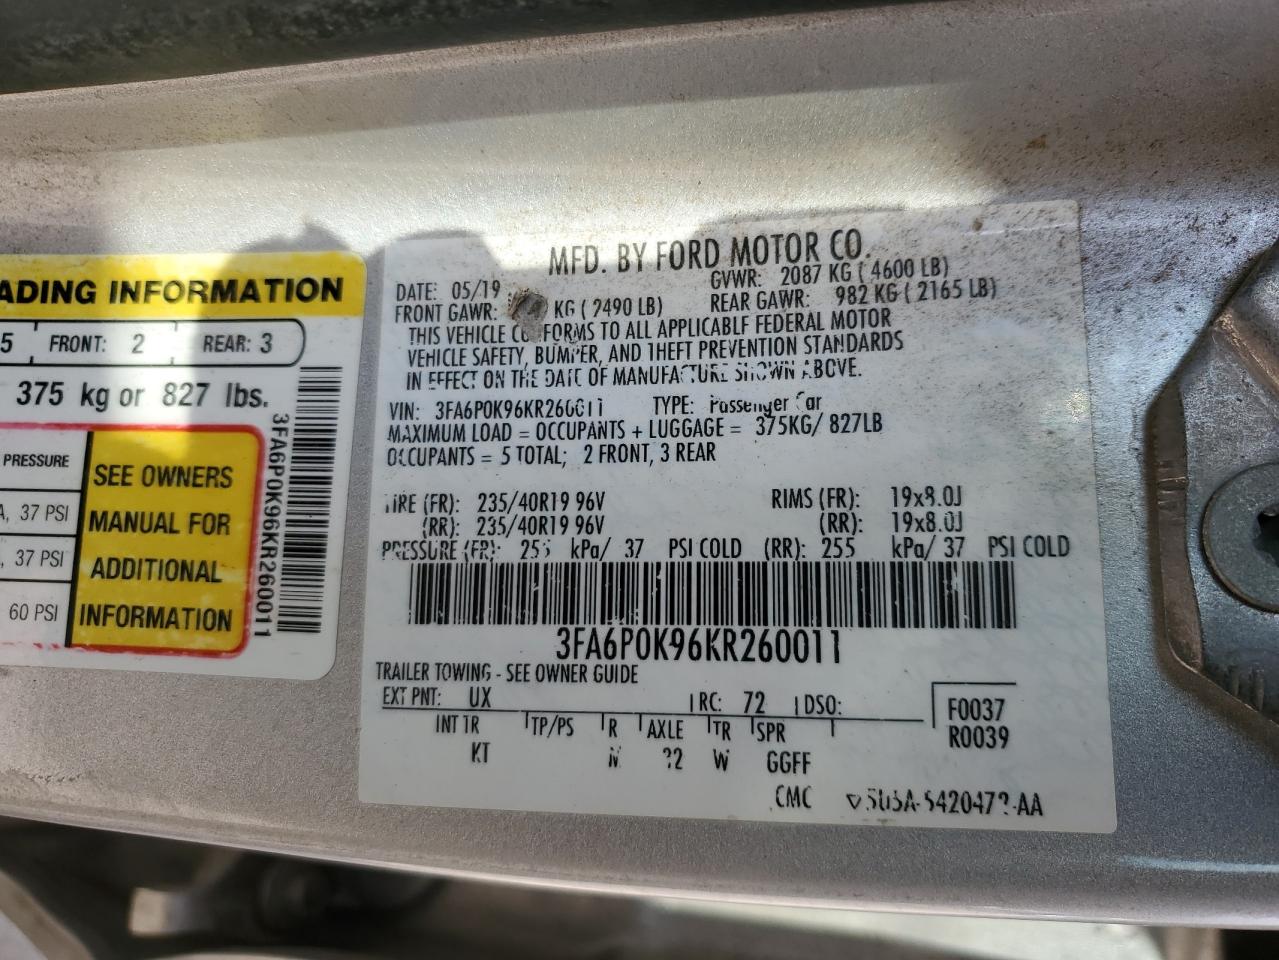 ADING INFORMATION
5 FRONT: 2 REAR: 3
375 kg or 827 lbs.
PRESSURE
A, 37 PSI
, 37 PSI
60 PSI
SEE OWNERS
MANUAL FOR
ADDITIONAL
INFORMATION
3FA6P0K96KR260011
MFD. BY FORD MOTOR CO.
DATE: 05/19 GVWR: 2087 KG ( 4600 LB)
FRONT GAWR: KG ( 2490 LB) REAR GAWR: 982 KG ( 2165 LB)
THIS VEHICLE CONFORMS TO ALL APPLICABLE FEDERAL MOTOR
VEHICLE SAFETY, BUMPER, AND THEFT PREVENTION STANDARDS
IN EFFECT ON THE DATE OF MANUFACTURE SHOWN ABOVE.
VIN: 3FA6P0K96KR260011 TYPE: Passenger Car
MAXIMUM LOAD = OCCUPANTS + LUGGAGE = 375KG/ 827LB
OCCUPANTS = 5 TOTAL; 2 FRONT, 3 REAR
TIRE (FR): 235/40R19 96V RIMS (FR): 19x8.0J
(RR): 235/40R19 96V (RR): 19x8.0J
PRESSURE (FR): 255 kPa/ 37 PSI COLD (RR): 255 kPa/ 37 PSI COLD
3FA6P0K96KR260011
TRAILER TOWING - SEE OWNER GUIDE
EXT PNT: UX RC: 72 DSO:
F0037
R0039
INT TR TP/PS R AXLE TR SPR
KT W GGFF
CMC